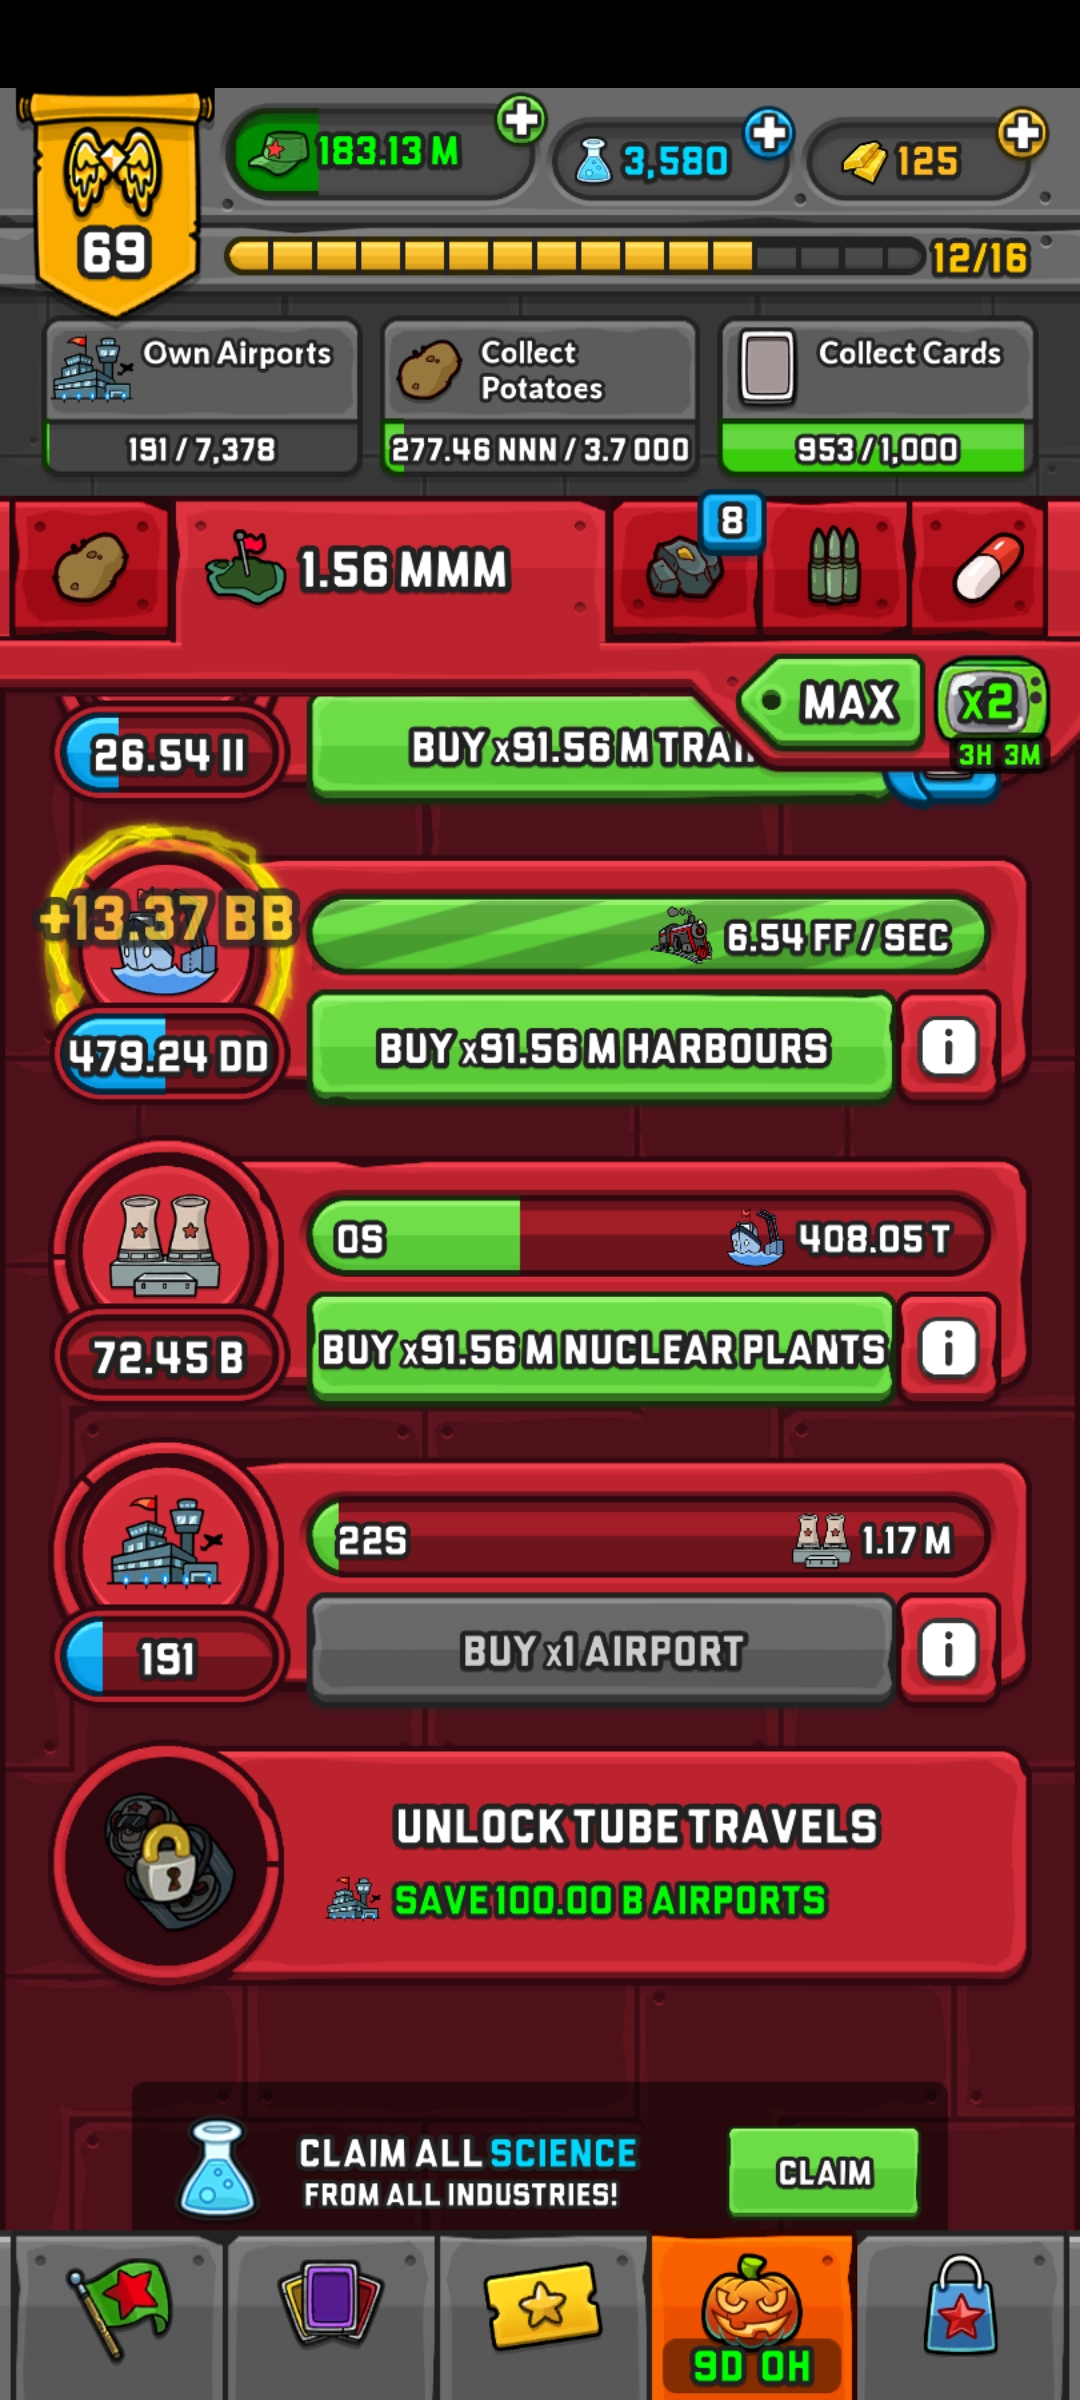 183.13 M
3,580
125
69
12/16
Own Airports
191 / 7,378
Collect
Potatoes
277.46 NNN / 3.7 OOO
Collect Cards
953 / 1,000
1.56 MMM
8
MAX
x2
3H 3M
26.54 II
BUY x91.56 M TRAI
+13.37 BB
6.54 FF / SEC
479.24 DD
BUY x91.56 M HARBOURS
i
0S
408.05 T
72.45 B
BUY x91.56 M NUCLEAR PLANTS
i
22S
1.17 M
191
BUY x1 AIRPORT
i
UNLOCK TUBE TRAVELS
SAVE 100.00 B AIRPORTS
CLAIM ALL SCIENCE
FROM ALL INDUSTRIES!
CLAIM
9D 0H